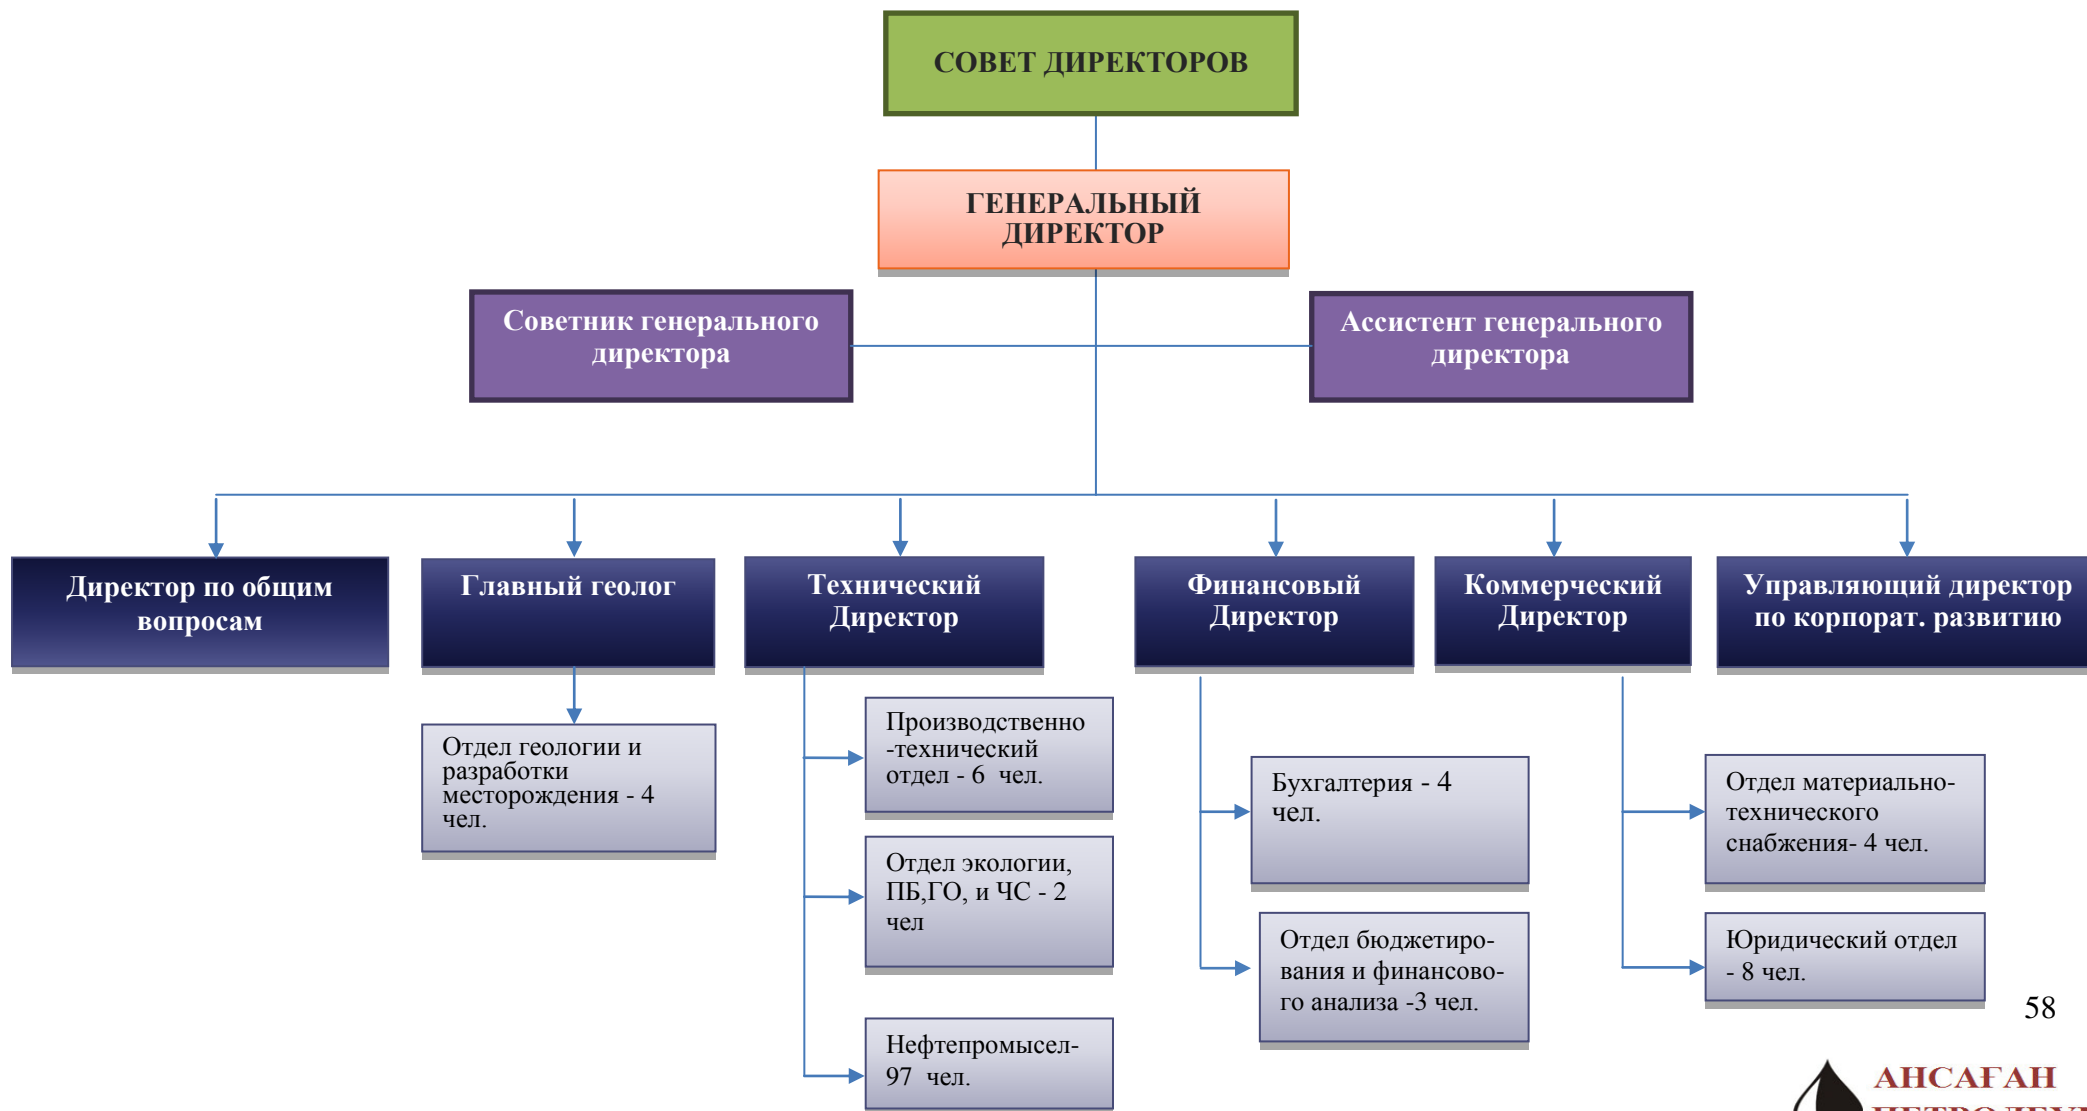 СОВЕТ ДИРЕКТОРОВ
ГЕНЕРАЛЬНЫЙ
ДИРЕКТОР
Советник генерального
директора
Ассистент генерального
директора
Директор по общим
вопросам
Главный геолог
Технический
Директор
Финансовый
Директор
Коммерческий
Директор
Управляющий директор
по корпорат. развитию
Отдел геологии и
разработки
месторождения - 4
чел.
Производственно
-технический
отдел - 6 чел.
Отдел экологии,
ПБ,ГО, и ЧС - 2
чел
Нефтепромысел-
97 чел.
Бухгалтерия - 4
чел.
Отдел бюджетиро-
вания и финансово-
го анализа -3 чел.
Отдел материально-
технического
снабжения- 4 чел.
Юридический отдел
- 8 чел.
58
АНСАҒАН